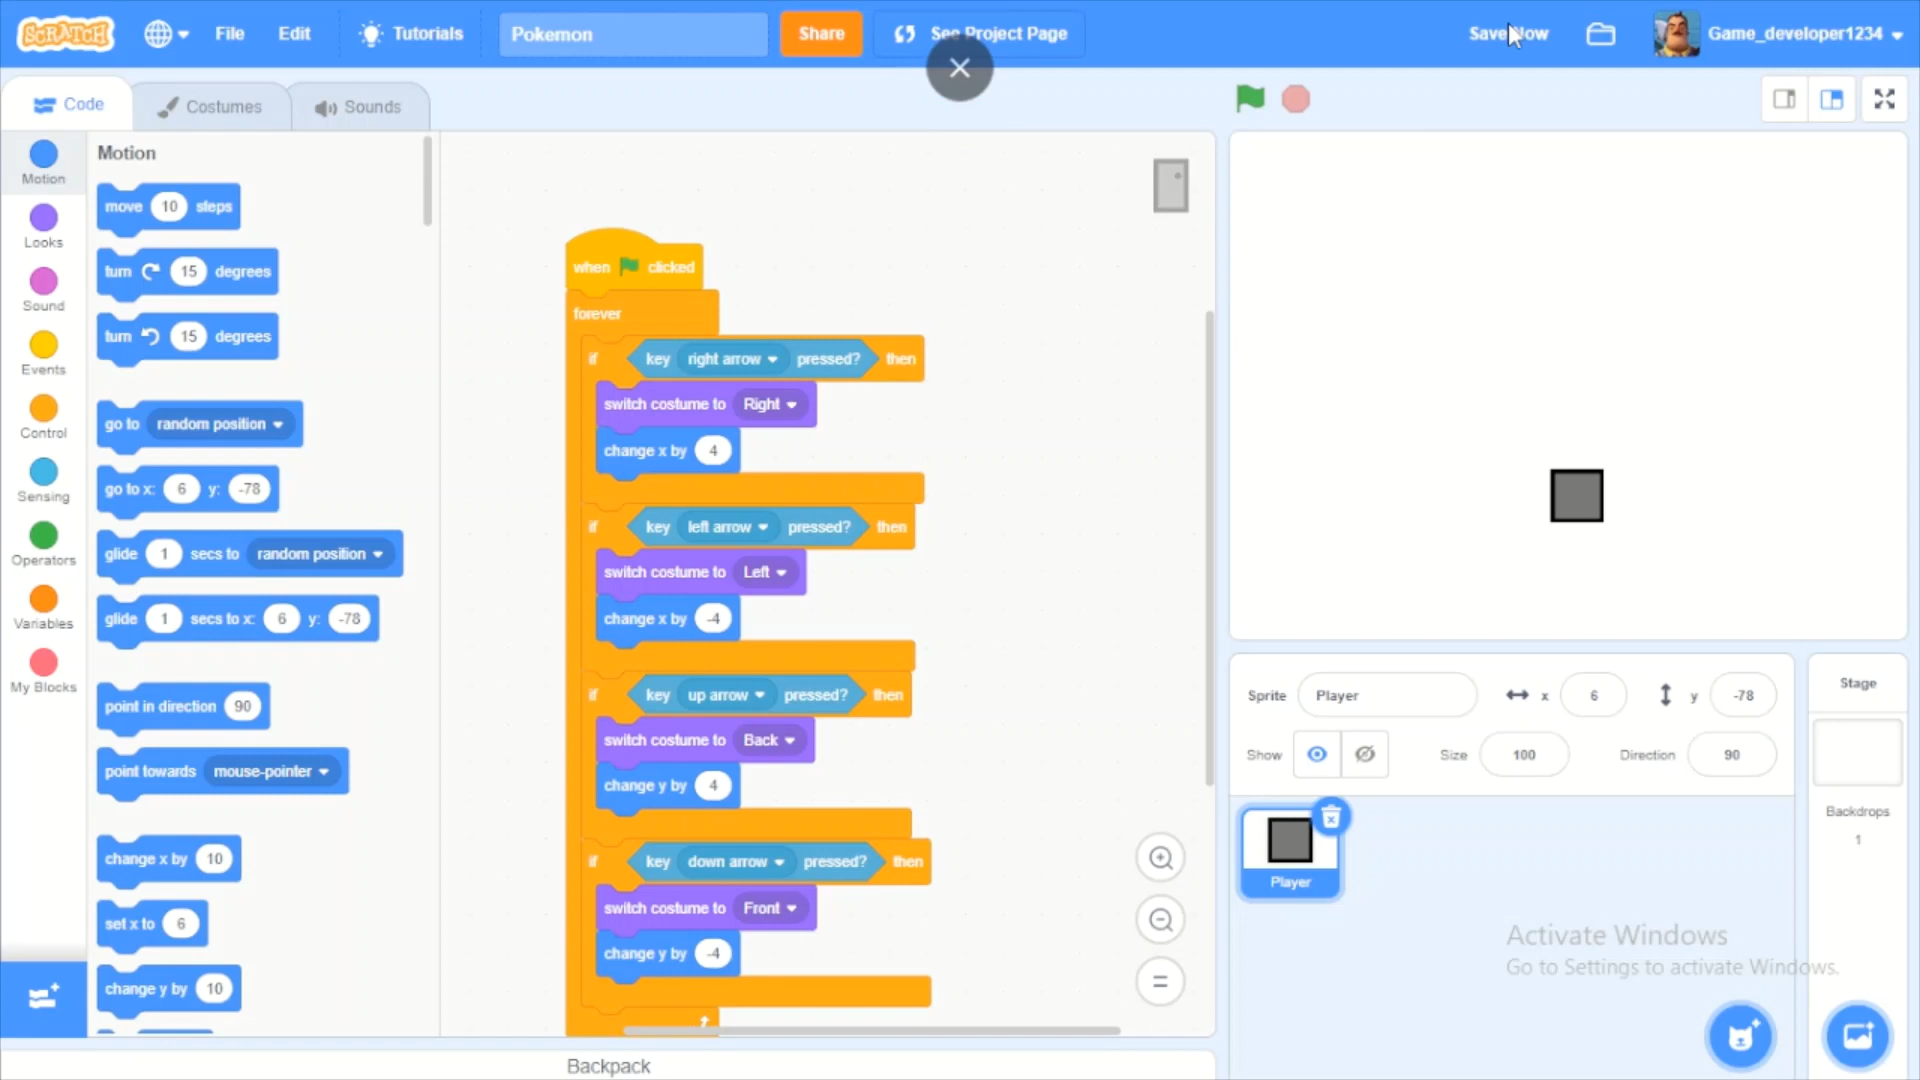 SCRATCH File Edit Tutorials Pokemon Share See Project Page Save Now Game_developer1234
Code Costumes Sounds
Motion
Looks
Sound
Events
Control
Sensing
Operators
Variables
My Blocks
Motion
move 10 steps
turn 15 degrees
turn 15 degrees
go to random position
go to x: 6 y: -78
glide 1 secs to random position
glide 1 secs to x: 6 y: -78
point in direction 90
point towards mouse-pointer
change x by 10
set x to 6
change y by 10
when clicked
forever
if key right arrow pressed? then
switch costume to Right
change x by 4
if key left arrow pressed? then
switch costume to Left
change x by -4
if key up arrow pressed? then
switch costume to Back
change y by 4
if key down arrow pressed? then
switch costume to Front
change y by -4
Backpack
Sprite Player x 6 y -78
Show Size 100 Direction 90
Player
Stage
Backdrops
1
Activate Windows
Go to Settings to activate Windows.